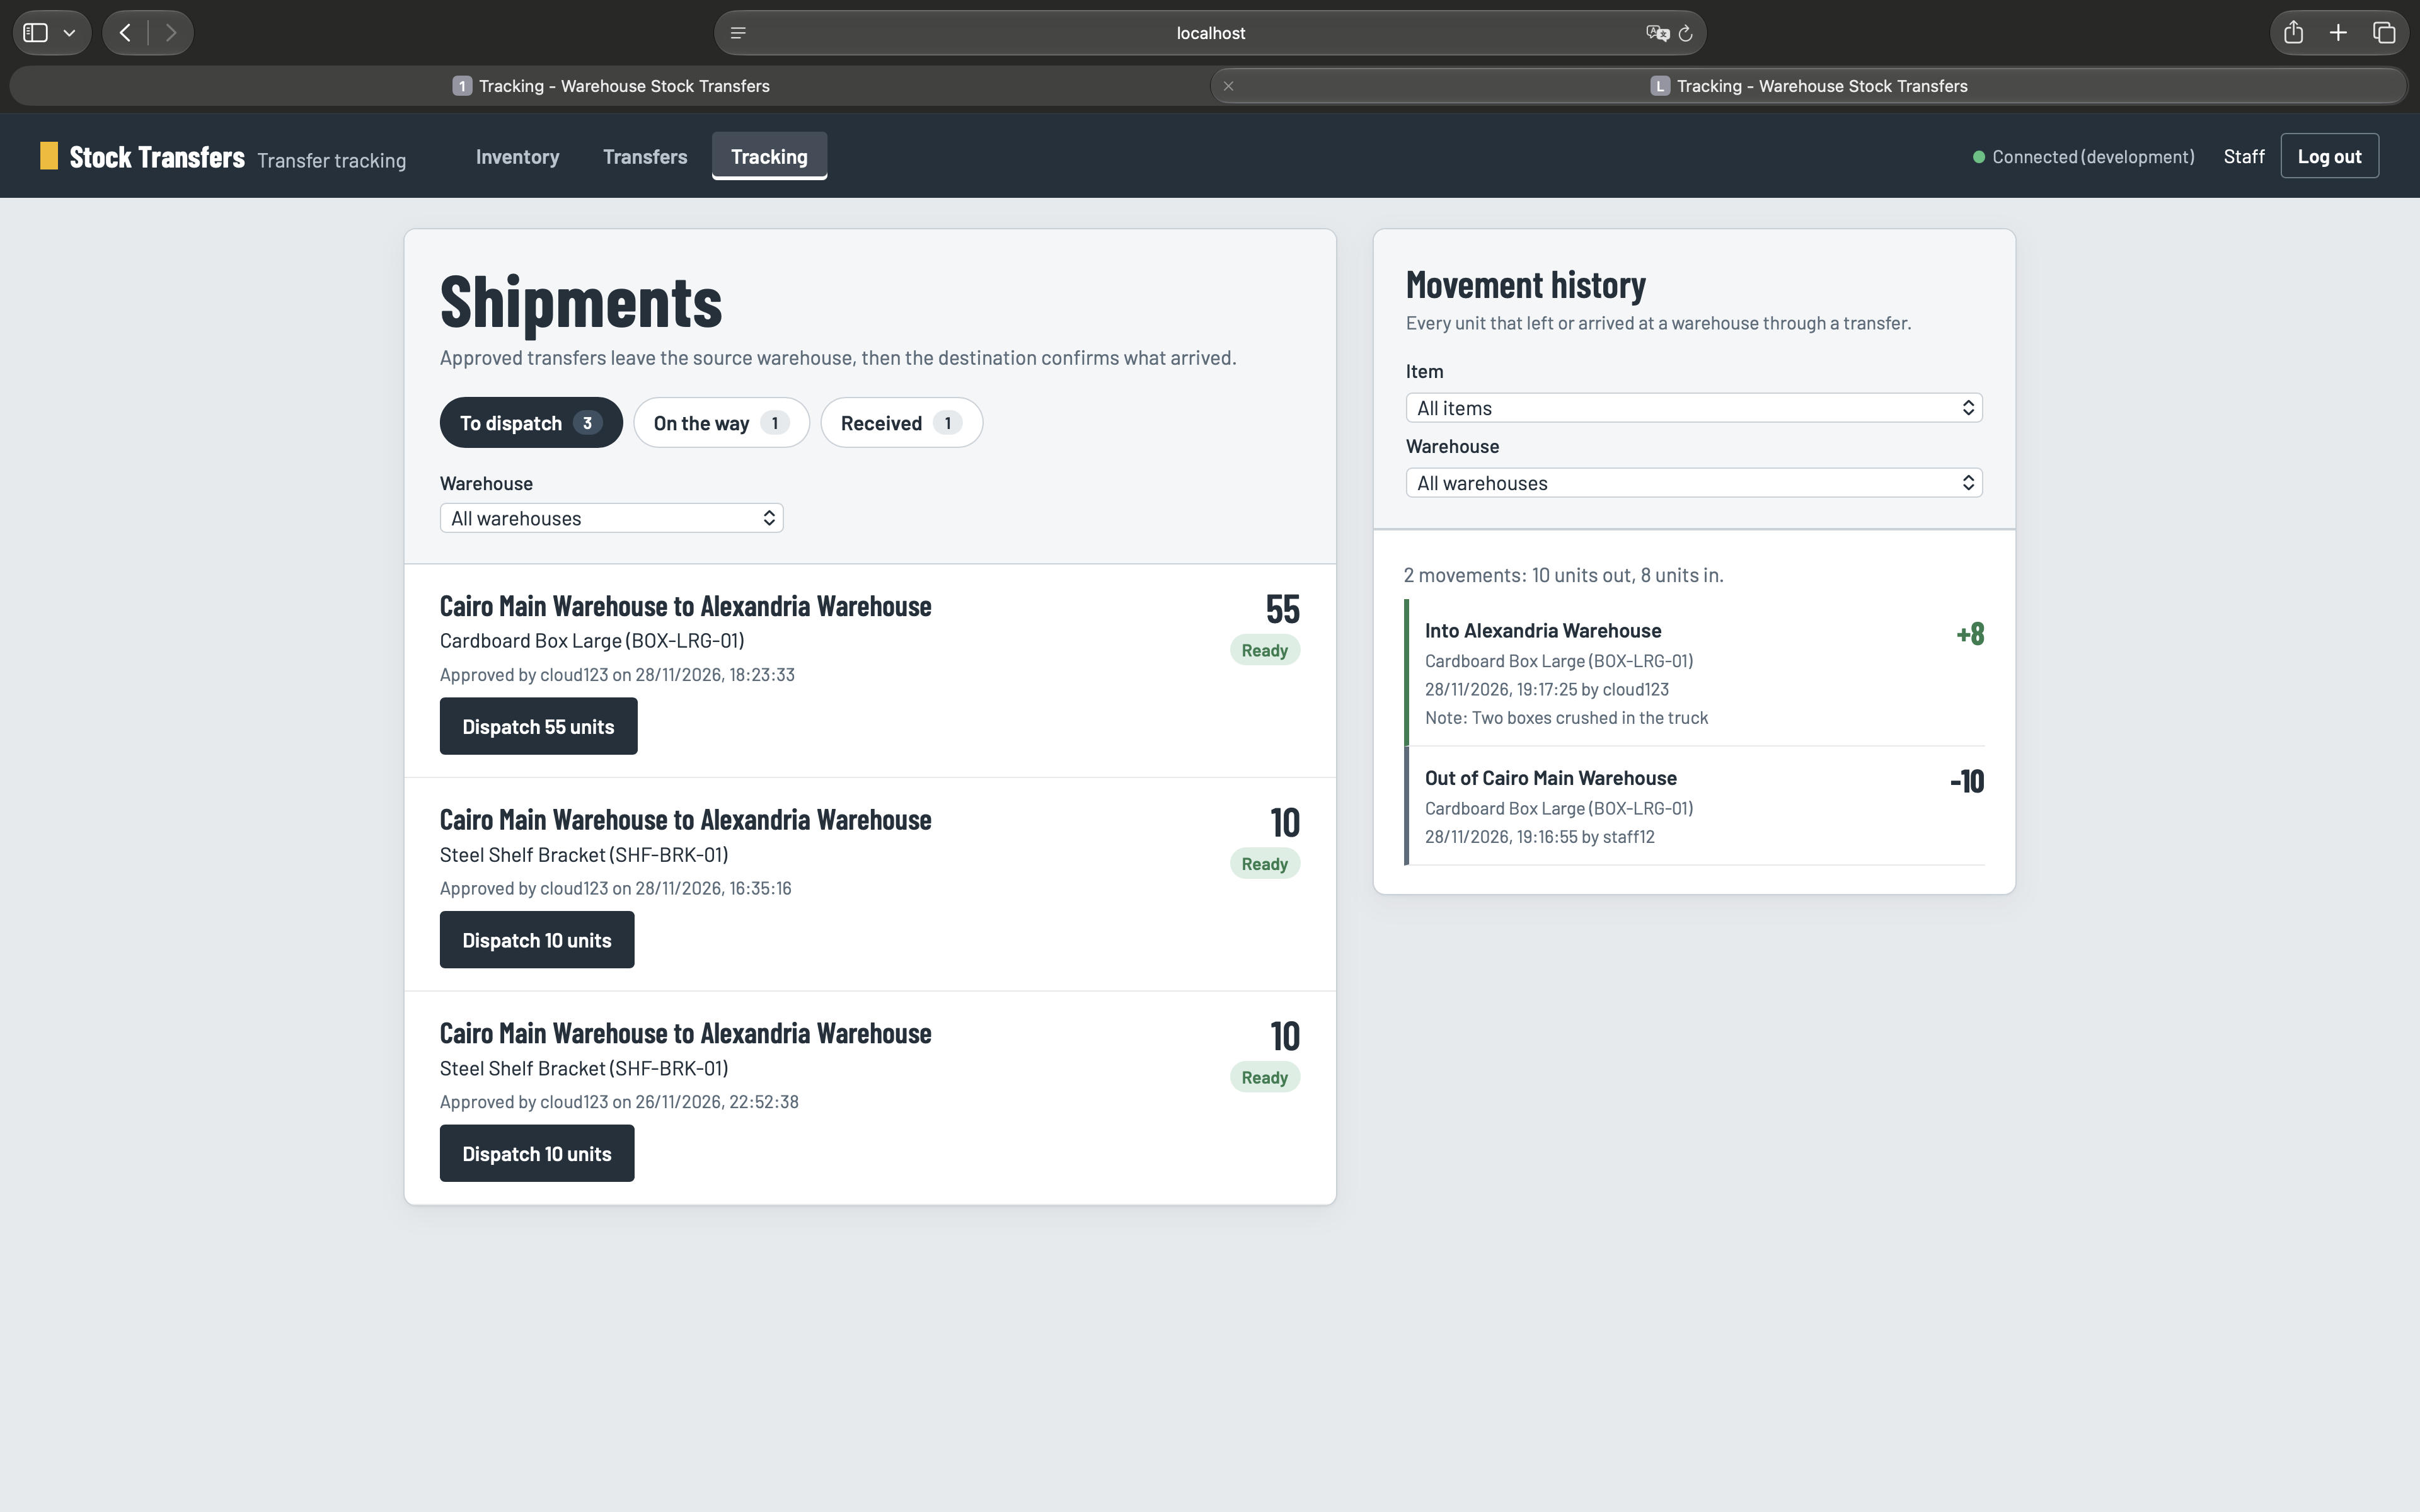 localhost
1 Tracking - Warehouse Stock Transfers
L Tracking - Warehouse Stock Transfers
Stock Transfers Transfer tracking Inventory Transfers Tracking Connected (development) Staff Log out
Shipments
Approved transfers leave the source warehouse, then the destination confirms what arrived.
To dispatch 3 On the way 1 Received 1
Warehouse
All warehouses
Cairo Main Warehouse to Alexandria Warehouse 55
Cardboard Box Large (BOX-LRG-01) Ready
Approved by cloud123 on 28/11/2026, 18:23:33
Dispatch 55 units
Cairo Main Warehouse to Alexandria Warehouse 10
Steel Shelf Bracket (SHF-BRK-01) Ready
Approved by cloud123 on 28/11/2026, 16:35:16
Dispatch 10 units
Cairo Main Warehouse to Alexandria Warehouse 10
Steel Shelf Bracket (SHF-BRK-01) Ready
Approved by cloud123 on 26/11/2026, 22:52:38
Dispatch 10 units
Movement history
Every unit that left or arrived at a warehouse through a transfer.
Item
All items
Warehouse
All warehouses
2 movements: 10 units out, 8 units in.
Into Alexandria Warehouse +8
Cardboard Box Large (BOX-LRG-01)
28/11/2026, 19:17:25 by cloud123
Note: Two boxes crushed in the truck
Out of Cairo Main Warehouse -10
Cardboard Box Large (BOX-LRG-01)
28/11/2026, 19:16:55 by staff12